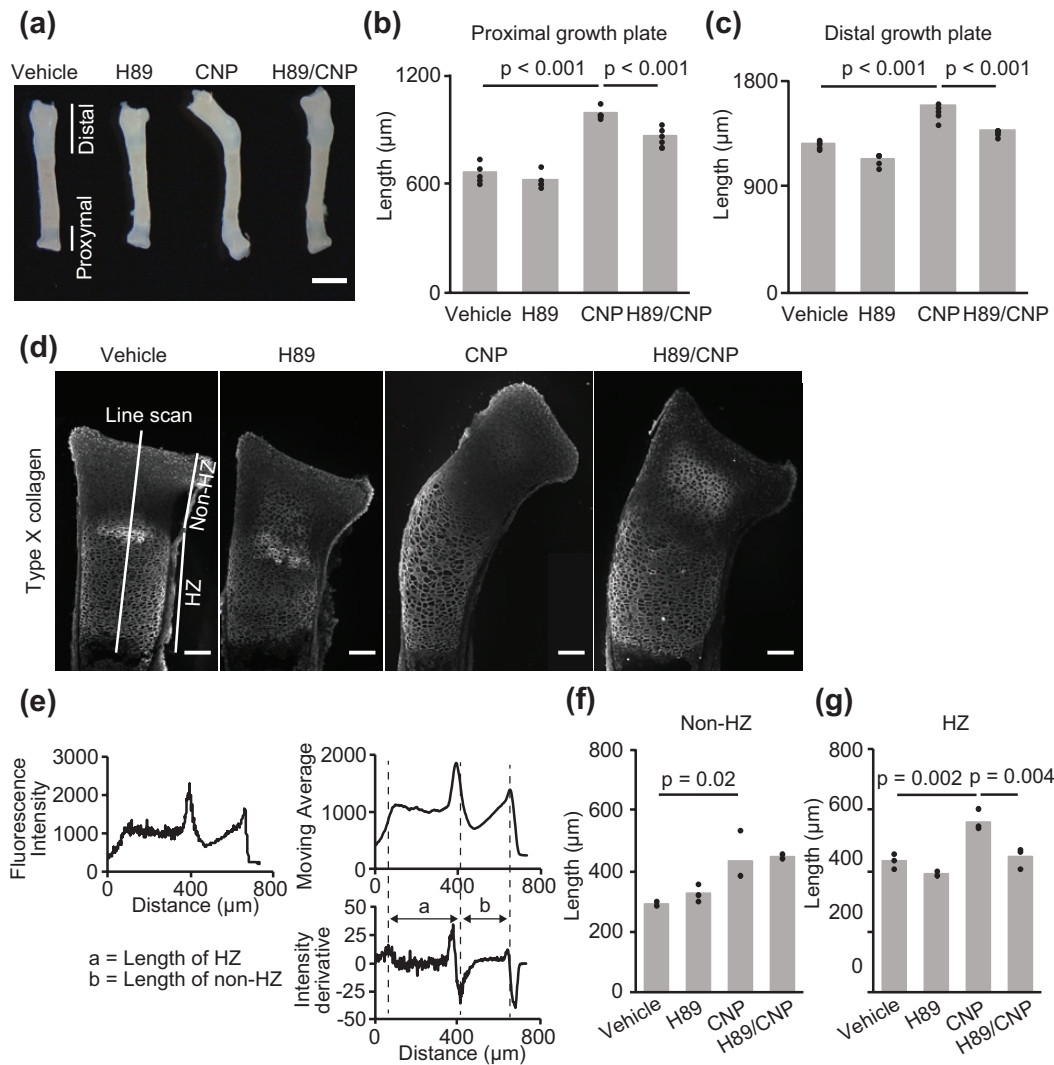 (a)
Vehicle H89 CNP H89/CNP
Distal
Proxymal
(b)
Proximal growth plate
p < 0.001 p < 0.001
Length (µm)
1200
600
0
Vehicle H89 CNP H89/CNP
(c)
Distal growth plate
p < 0.001 p < 0.001
Length (µm)
1800
900
0
Vehicle H89 CNP H89/CNP
(d)
Vehicle H89 CNP H89/CNP
Type X collagen
Line scan
Non-HZ
HZ
(e)
Fluorescence
Intensity
3000
2000
1000
0
0 400 800
Distance (µm)
a = Length of HZ
b = Length of non-HZ
Moving Average
2000
1000
0
0 400 800
Intensity
derivative
50
25
0
-25
-50
a b
0 400 800
Distance (µm)
(f)
Non-HZ
p = 0.02
Length (µm)
800
600
400
200
0
Vehicle H89 CNP H89/CNP
(g)
HZ
p = 0.002 p = 0.004
Length (µm)
800
600
400
200
0
Vehicle H89 CNP H89/CNP